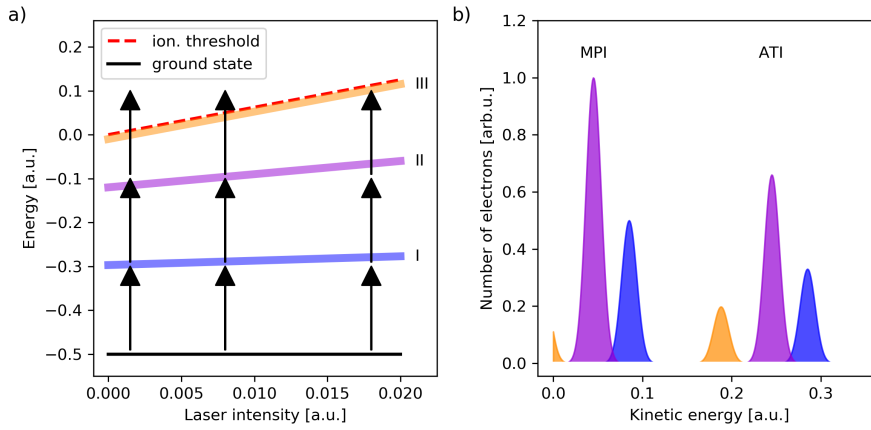 a)
ion. threshold
ground state
III
II
I
0.2
0.1
0.0
−0.1
−0.2
−0.3
−0.4
−0.5
Energy [a.u.]
0.000 0.005 0.010 0.015 0.020
Laser intensity [a.u.]
b)
MPI ATI
1.2
1.0
0.8
0.6
0.4
0.2
0.0
Number of electrons [arb.u.]
0.0 0.1 0.2 0.3
Kinetic energy [a.u.]